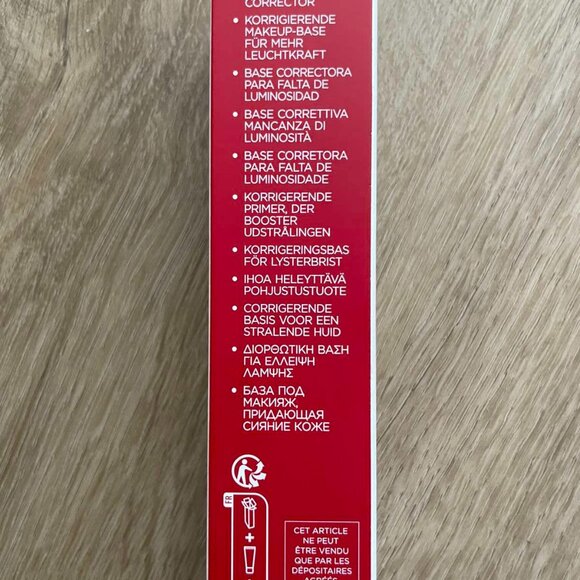 CORRECTOR
• KORRIGIERENDE
MAKEUP-BASE
FÜR MEHR
LEUCHTKRAFT
• BASE CORRECTORA
PARA FALTA DE
LUMINOSIDAD
• BASE CORRETTIVA
MANCANZA DI
LUMINOSITÀ
• BASE CORRETORA
PARA FALTA DE
LUMINOSIDADE
• KORRIGERENDE
PRIMER, DER
BOOSTER
UDSTRÅLINGEN
• KORRIGERINGSBAS
FÖR LYSTERBRIST
• IHOA HELEYTTÄVÄ
POHJUSTUSTUOTE
• CORRIGERENDE
BASIS VOOR EEN
STRALENDE HUID
• ΔΙΟΡΘΩΤΙΚΗ ΒΑΣΗ
ΓΙΑ ΕΛΛΕΙΨΗ
ΛΑΜΨΗΣ
• БАЗА ПОД
МАКИЯЖ,
ПРИДАЮЩАЯ
СИЯНИЕ КОЖЕ
FR
+
+
CET ARTICLE
NE PEUT
ÊTRE VENDU
QUE PAR LES
DÉPOSITAIRES
AGRÉÉS